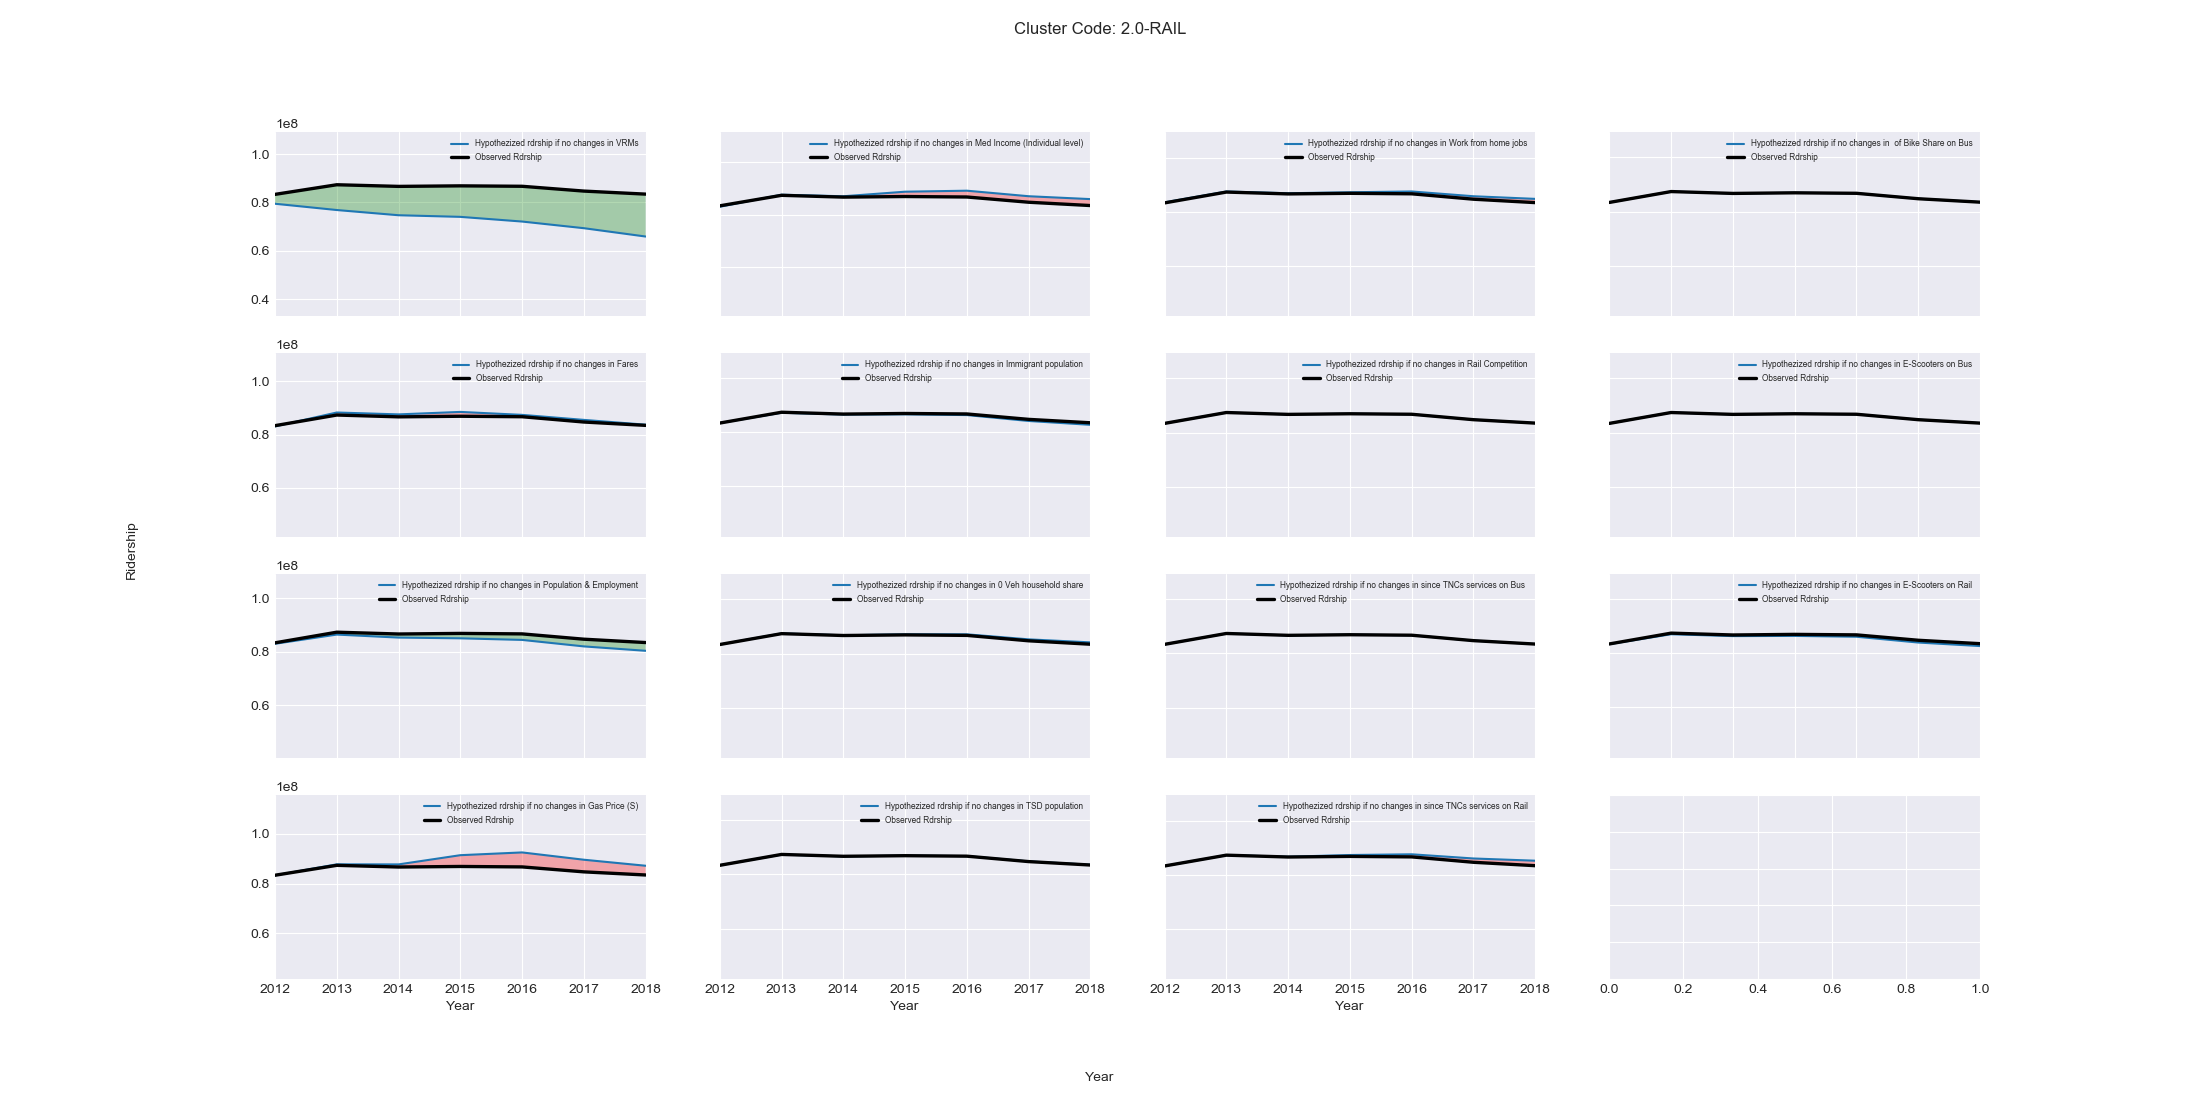 Cluster Code: 2.0-RAIL
1e8
1.0
0.8
0.6
0.4
Hypothezized rdrship if no changes in VRMs
Observed Rdrship
Hypothezized rdrship if no changes in Med Income (Individual level)
Observed Rdrship
Hypothezized rdrship if no changes in Work from home jobs
Observed Rdrship
Hypothezized rdrship if no changes in  of Bike Share on Bus
Observed Rdrship
1e8
1.0
0.8
0.6
Hypothezized rdrship if no changes in Fares
Observed Rdrship
Hypothezized rdrship if no changes in Immigrant population
Observed Rdrship
Hypothezized rdrship if no changes in Rail Competition
Observed Rdrship
Hypothezized rdrship if no changes in E-Scooters on Bus
Observed Rdrship
Ridership
1e8
1.0
0.8
0.6
Hypothezized rdrship if no changes in Population & Employment
Observed Rdrship
Hypothezized rdrship if no changes in 0 Veh household share
Observed Rdrship
Hypothezized rdrship if no changes in since TNCs services on Bus
Observed Rdrship
Hypothezized rdrship if no changes in E-Scooters on Rail
Observed Rdrship
1e8
1.0
0.8
0.6
Hypothezized rdrship if no changes in Gas Price (S)
Observed Rdrship
2012 2013 2014 2015 2016 2017 2018
Year
Hypothezized rdrship if no changes in TSD population
Observed Rdrship
2012 2013 2014 2015 2016 2017 2018
Year
Hypothezized rdrship if no changes in since TNCs services on Rail
Observed Rdrship
2012 2013 2014 2015 2016 2017 2018
Year
0.0 0.2 0.4 0.6 0.8 1.0
Year